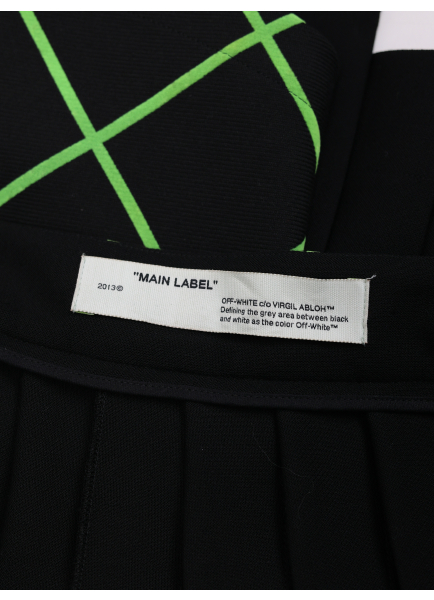 "MAIN LABEL"
2013©
OFF-WHITE c/o VIRGIL ABLOH™
Defining the grey area between black
and white as the color Off-White™